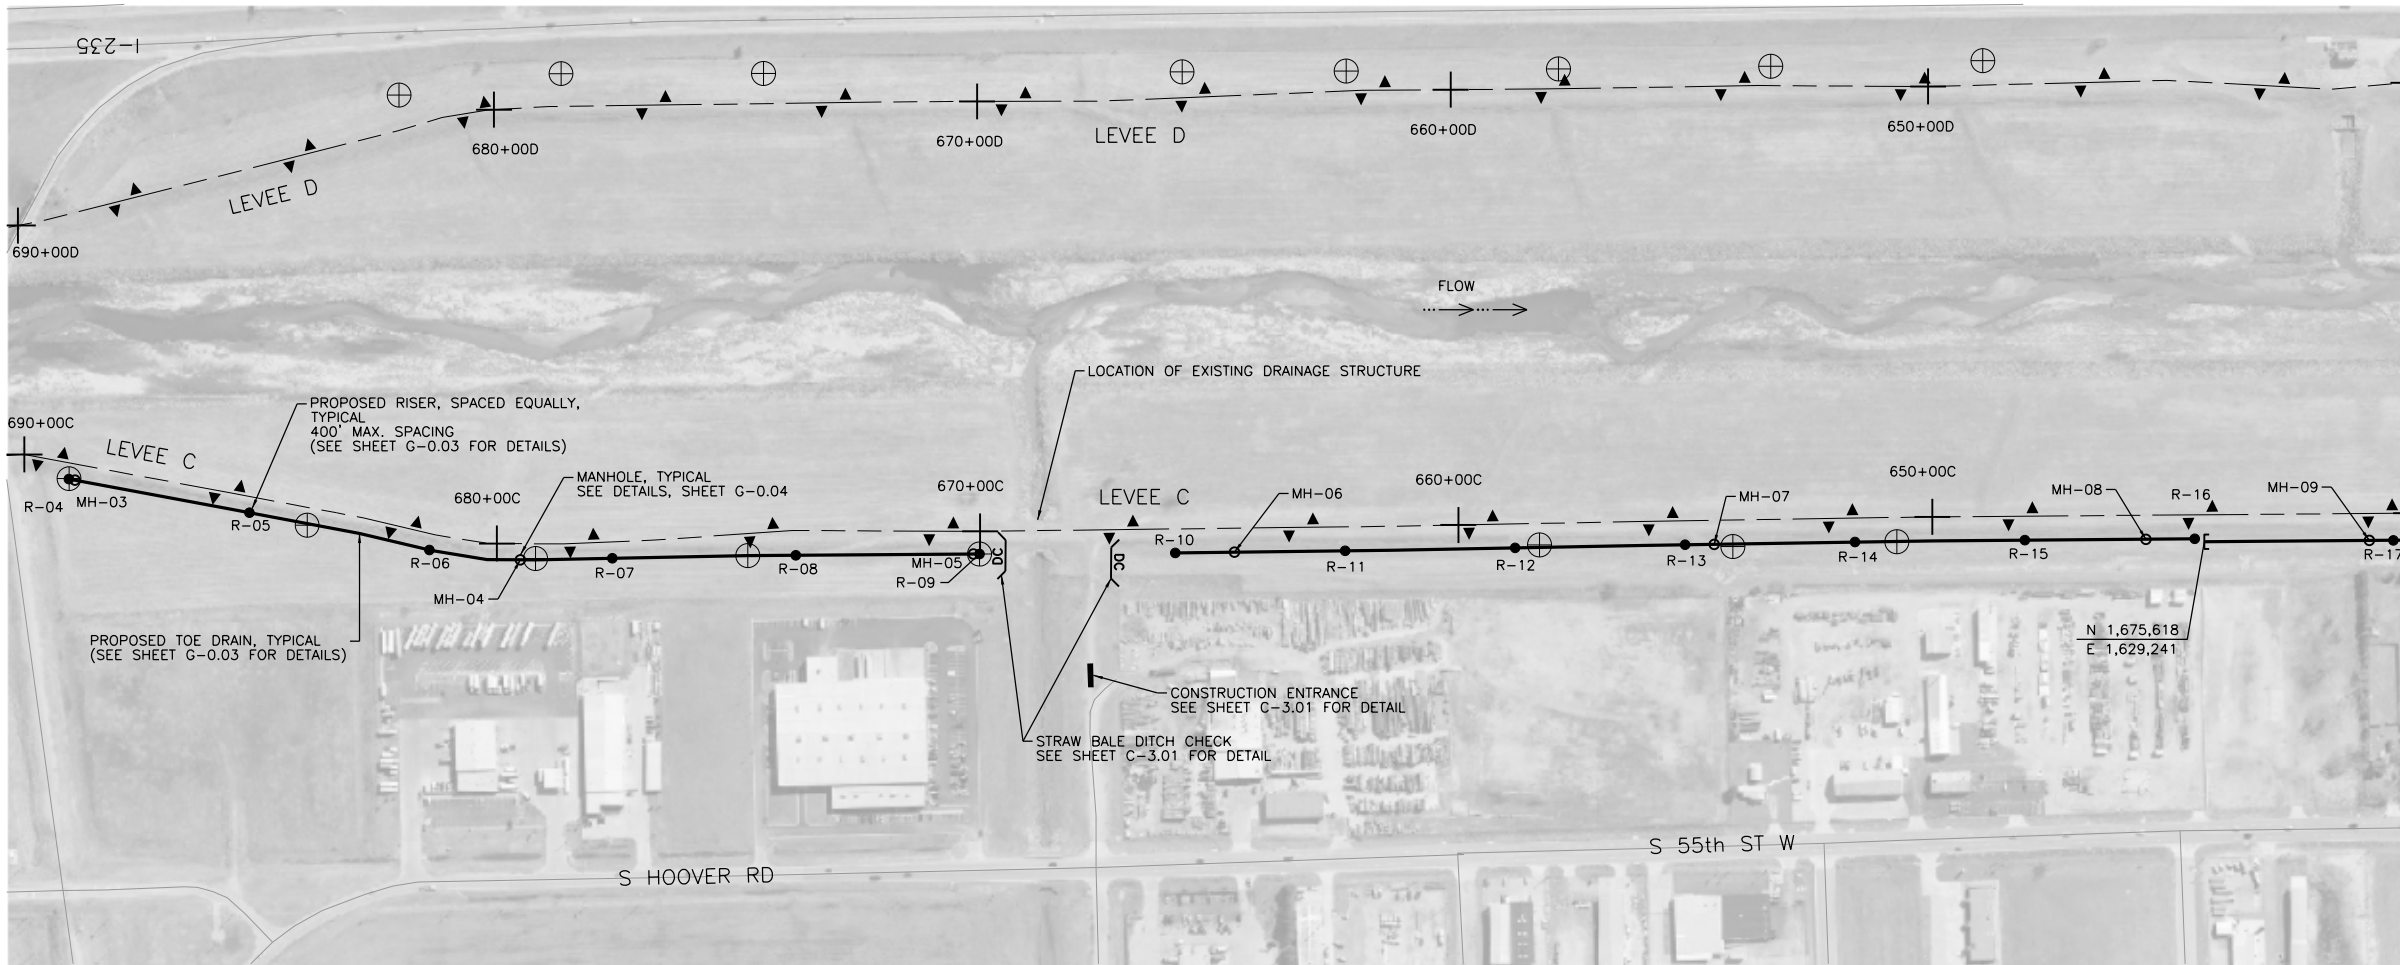 I-235
680+00D
670+00D
LEVEE D
660+00D
650+00D
LEVEE D
690+00D
FLOW
LOCATION OF EXISTING DRAINAGE STRUCTURE
PROPOSED RISER, SPACED EQUALLY,
TYPICAL
400' MAX. SPACING
(SEE SHEET G-0.03 FOR DETAILS)
690+00C
LEVEE C
MANHOLE, TYPICAL
SEE DETAILS, SHEET G-0.04
680+00C
670+00C
LEVEE C
660+00C
650+00C
MH-06
MH-07
MH-08
R-16
MH-09
R-04
MH-03
R-05
R-06
MH-04
R-07
R-08
MH-05
R-09
DC
DC
R-10
R-11
R-12
R-13
R-14
R-15
R-17
PROPOSED TOE DRAIN, TYPICAL
(SEE SHEET G-0.03 FOR DETAILS)
N 1,675,618
E 1,629,241
CONSTRUCTION ENTRANCE
SEE SHEET C-3.01 FOR DETAIL
STRAW BALE DITCH CHECK
SEE SHEET C-3.01 FOR DETAIL
S HOOVER RD
S 55th ST W